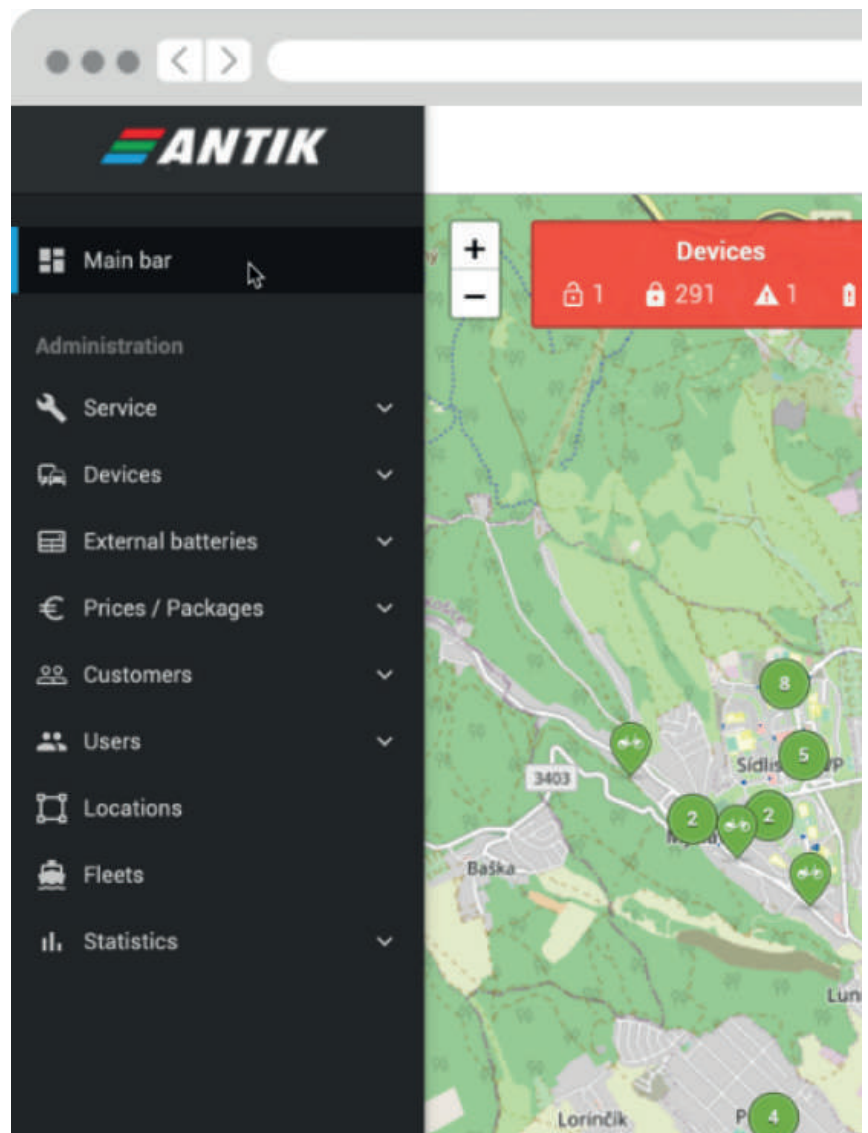 ANTIK
Main bar
Administration
Service
Devices
External batteries
Prices / Packages
Customers
Users
Locations
Fleets
Statistics
+
−
Devices
1 291 1
8
5
3403
2
2
Baška
Lun
Lorinčík
P
4